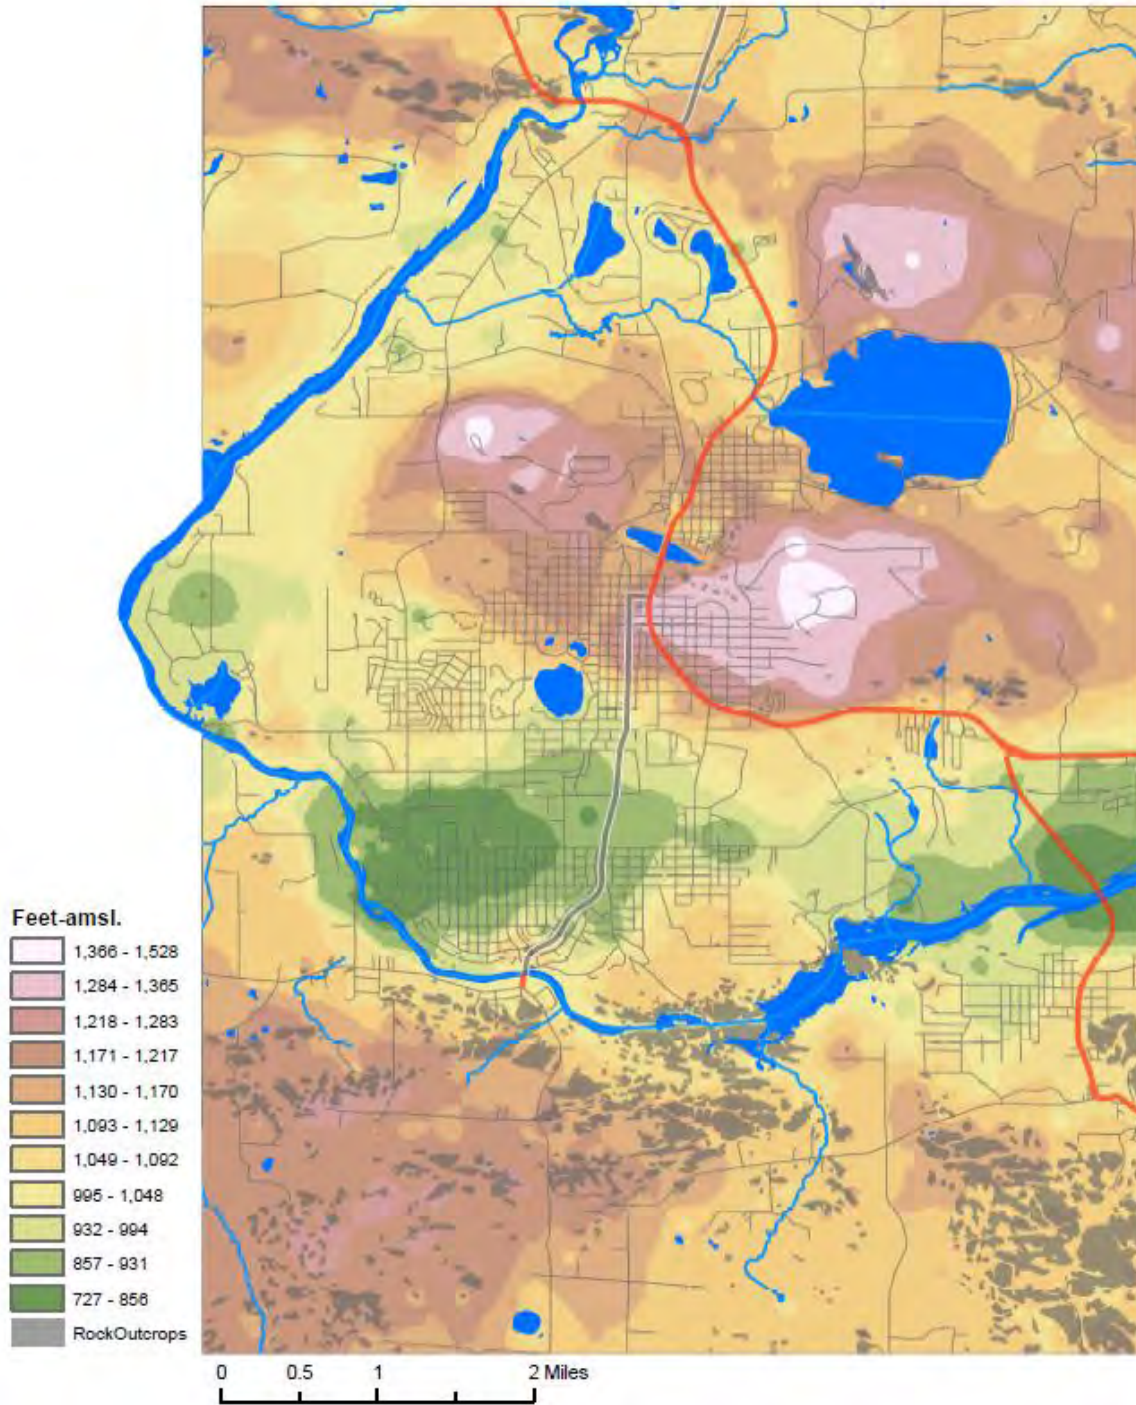 Feet-amsl.
1,366 - 1,528
1,284 - 1,365
1,218 - 1,283
1,171 - 1,217
1,130 - 1,170
1,093 - 1,129
1,049 - 1,092
995 - 1,048
932 - 994
857 - 931
727 - 856
RockOutcrops
0 0.5 1 2 Miles